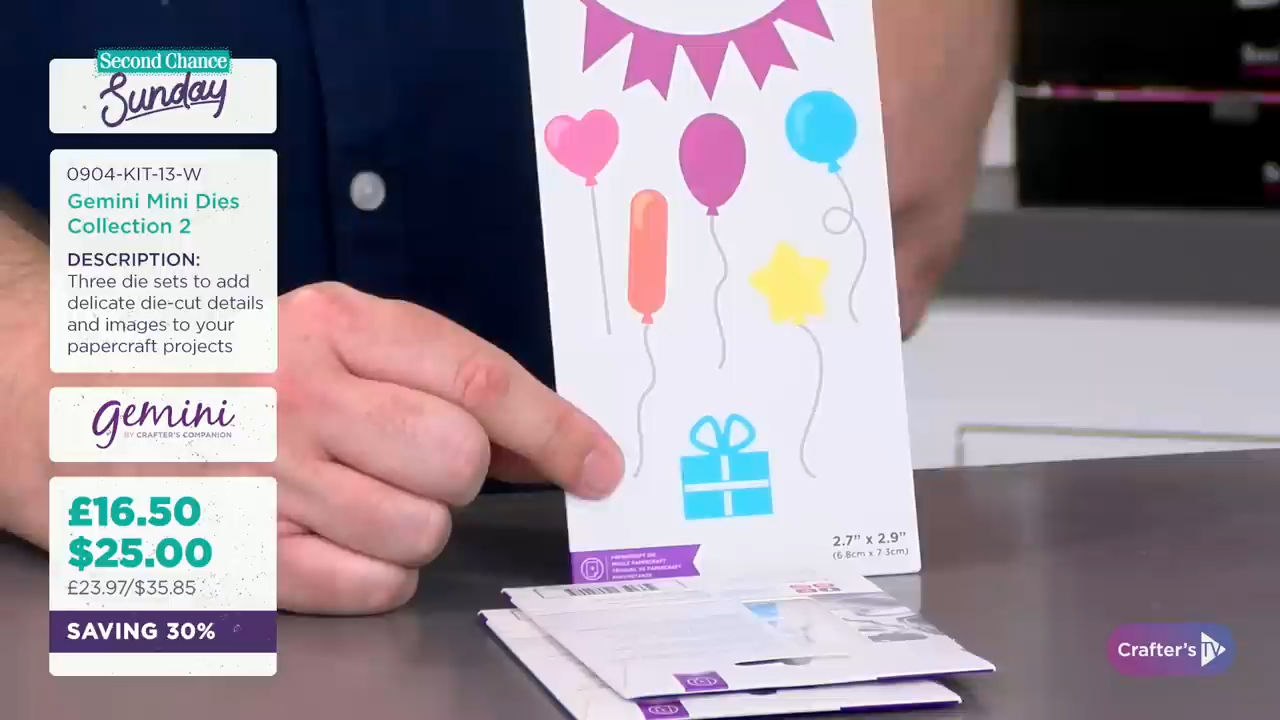 Second Chance
Sunday
0904-KIT-13-W
Gemini Mini Dies
Collection 2
DESCRIPTION:
Three die sets to add
delicate die-cut details
and images to your
papercraft projects
gemini
BY CRAFTER'S COMPANION
£16.50
$25.00
£23.97/$35.85
SAVING 30%
2.7" x 2.9"
(6.8cm x 7.3cm)
Crafter's TV